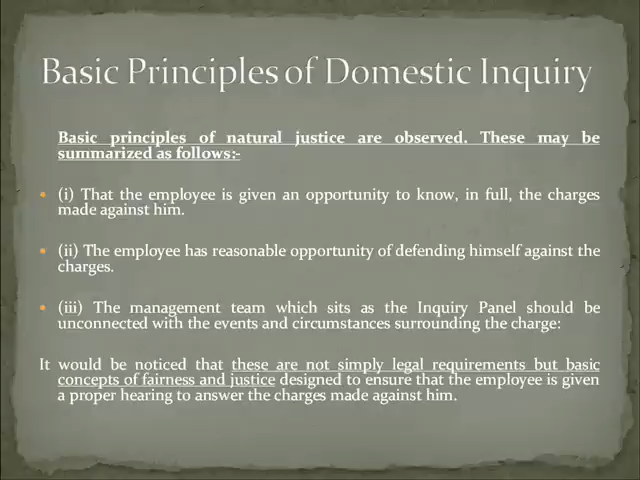 Basic Principles of Domestic Inquiry
Basic principles of natural justice are observed. These may be
summarized as follows:-
• (i) That the employee is given an opportunity to know, in full, the charges
made against him.
• (ii) The employee has reasonable opportunity of defending himself against the
charges.
• (iii) The management team which sits as the Inquiry Panel should be
unconnected with the events and circumstances surrounding the charge:
It would be noticed that these are not simply legal requirements but basic
concepts of fairness and justice designed to ensure that the employee is given
a proper hearing to answer the charges made against him.